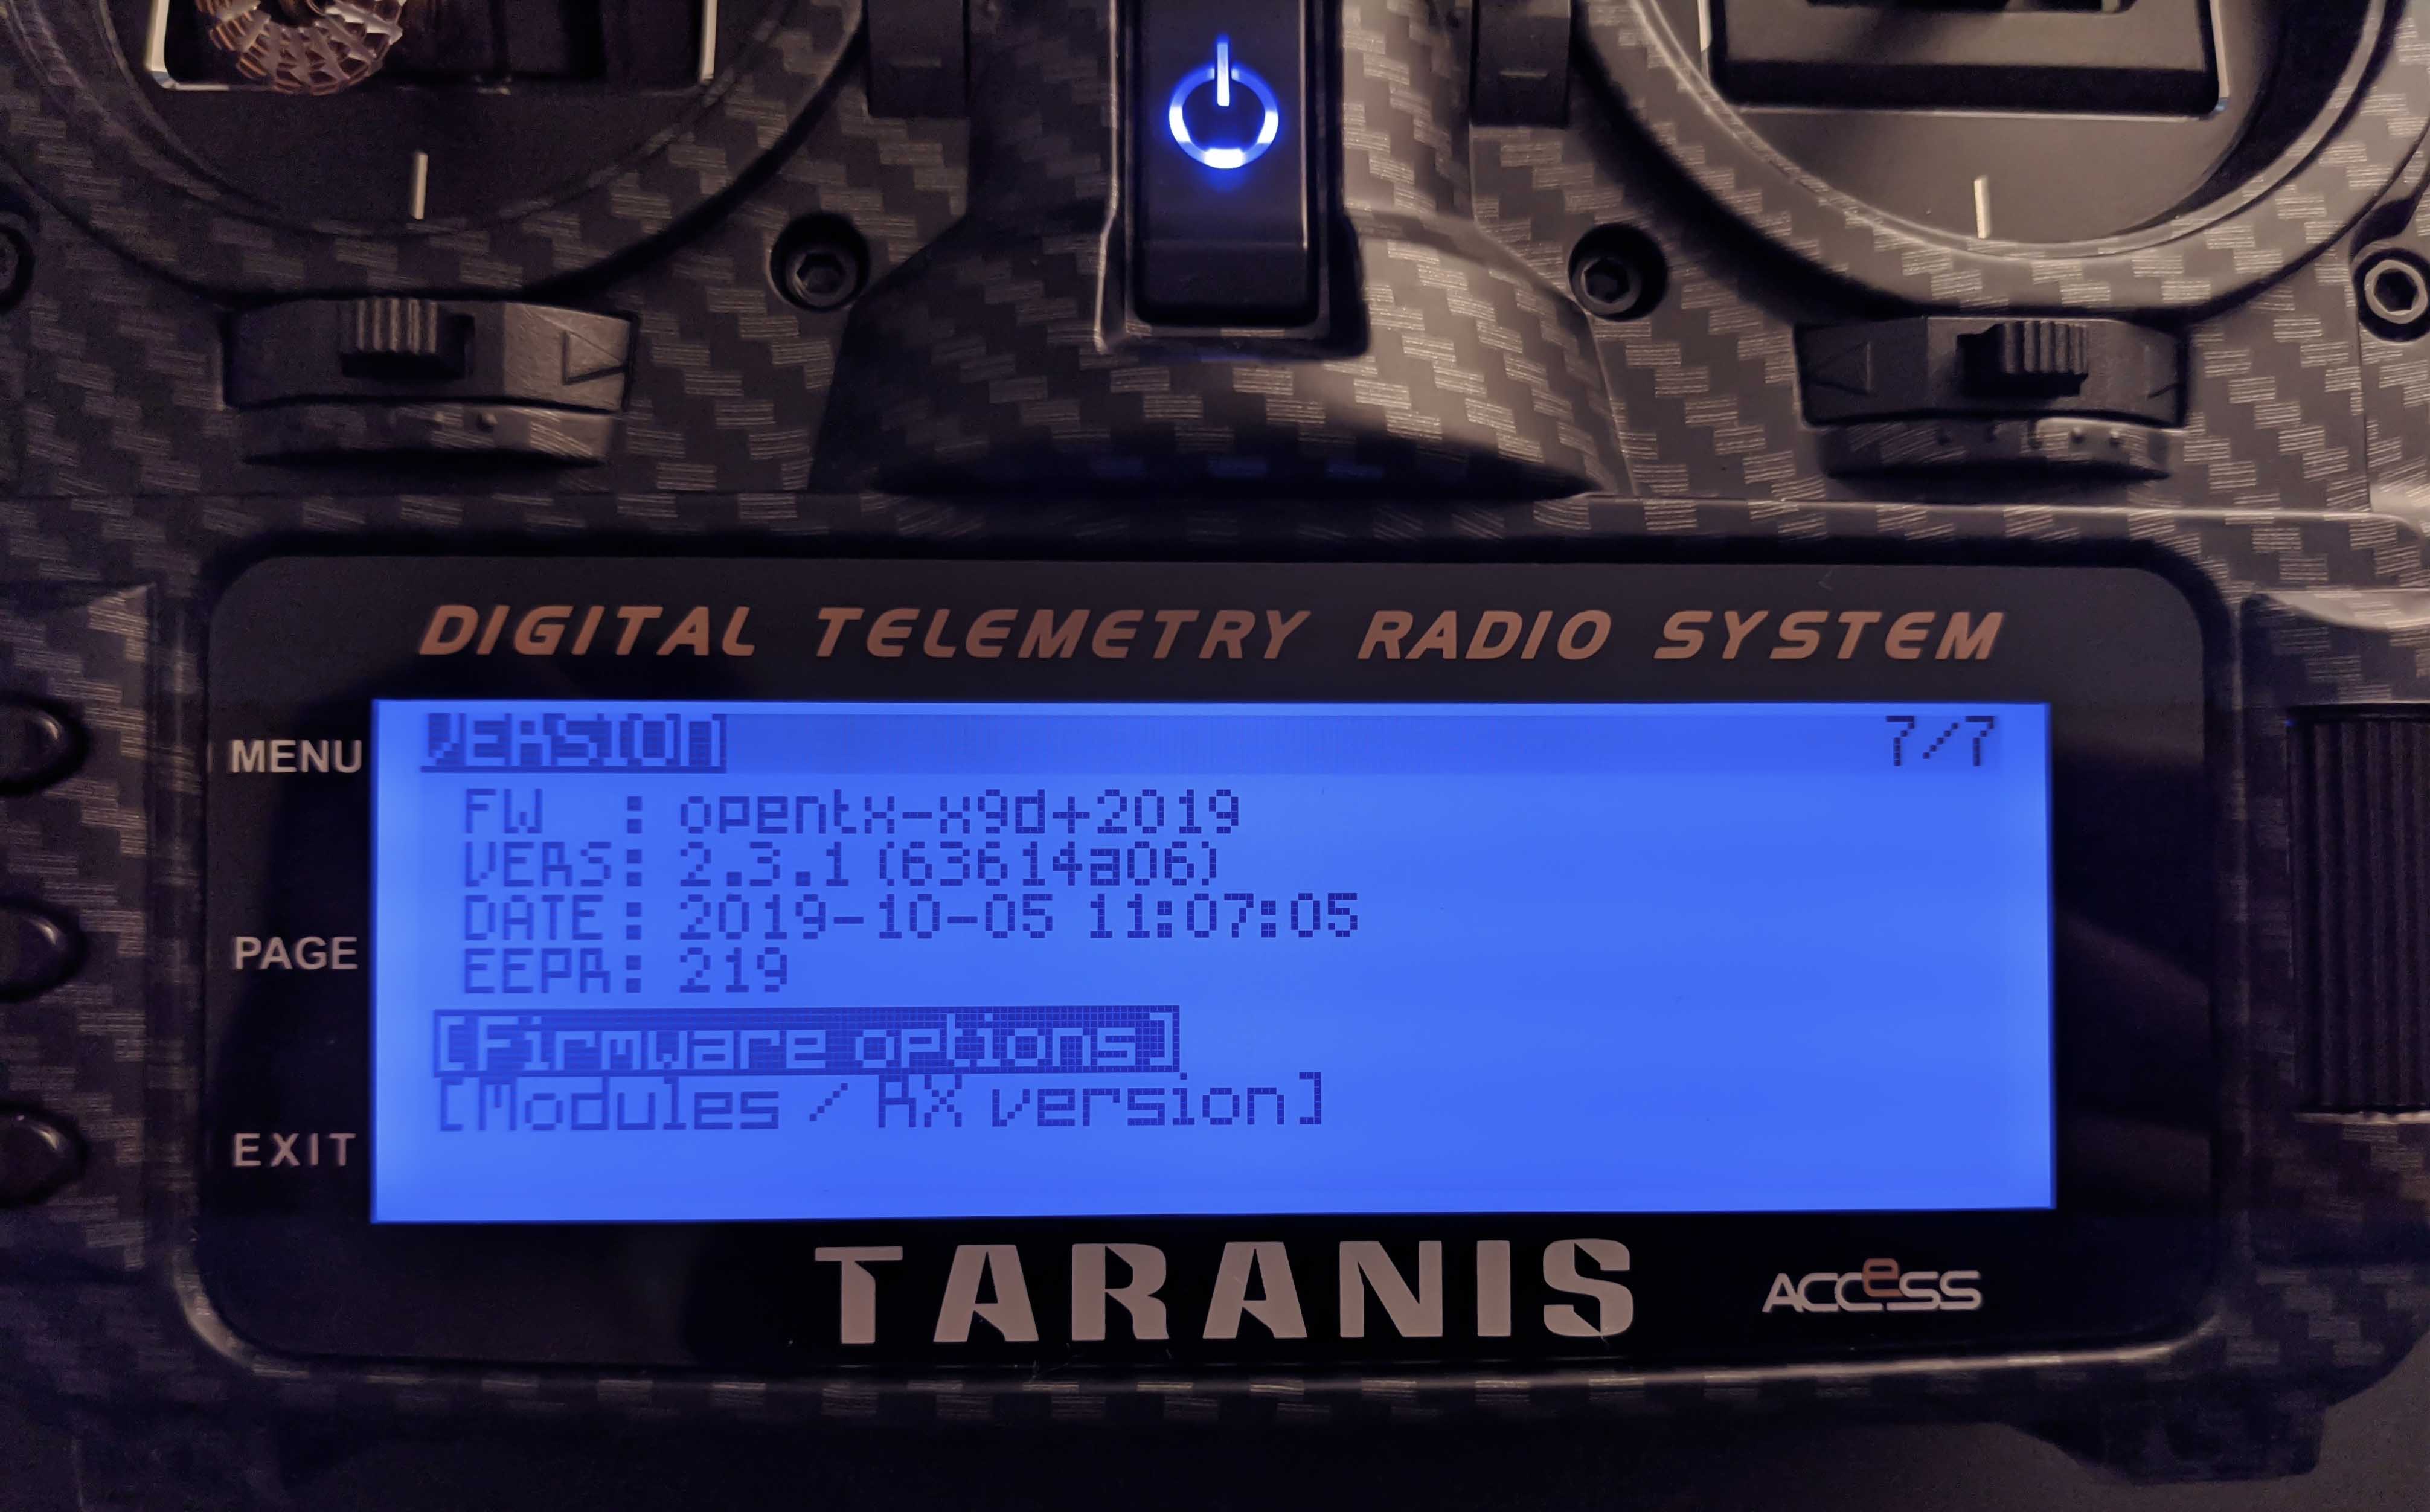 DIGITAL TELEMETRY RADIO SYSTEM
VERSION 7/7
MENU
FW : opentx-x9d+2019
VERS: 2.3.1 (63614a06)
DATE: 2019-10-05 11:07:05
PAGE
EEPR: 219
[Firmware options]
[Modules / RX version]
EXIT
TARANIS
ACCeSS